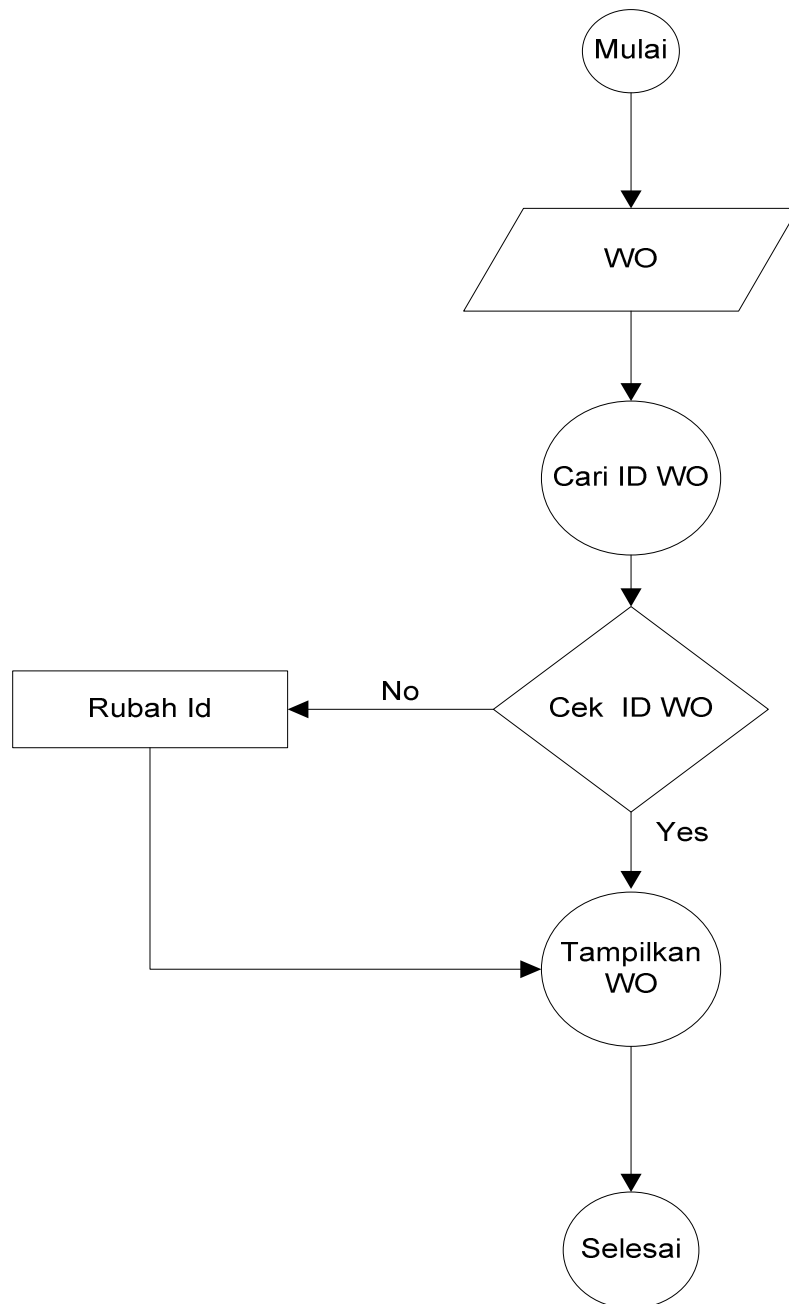 Mulai
WO
Cari ID WO
Cek ID WO
No
Rubah Id
Yes
Tampilkan
WO
Selesai